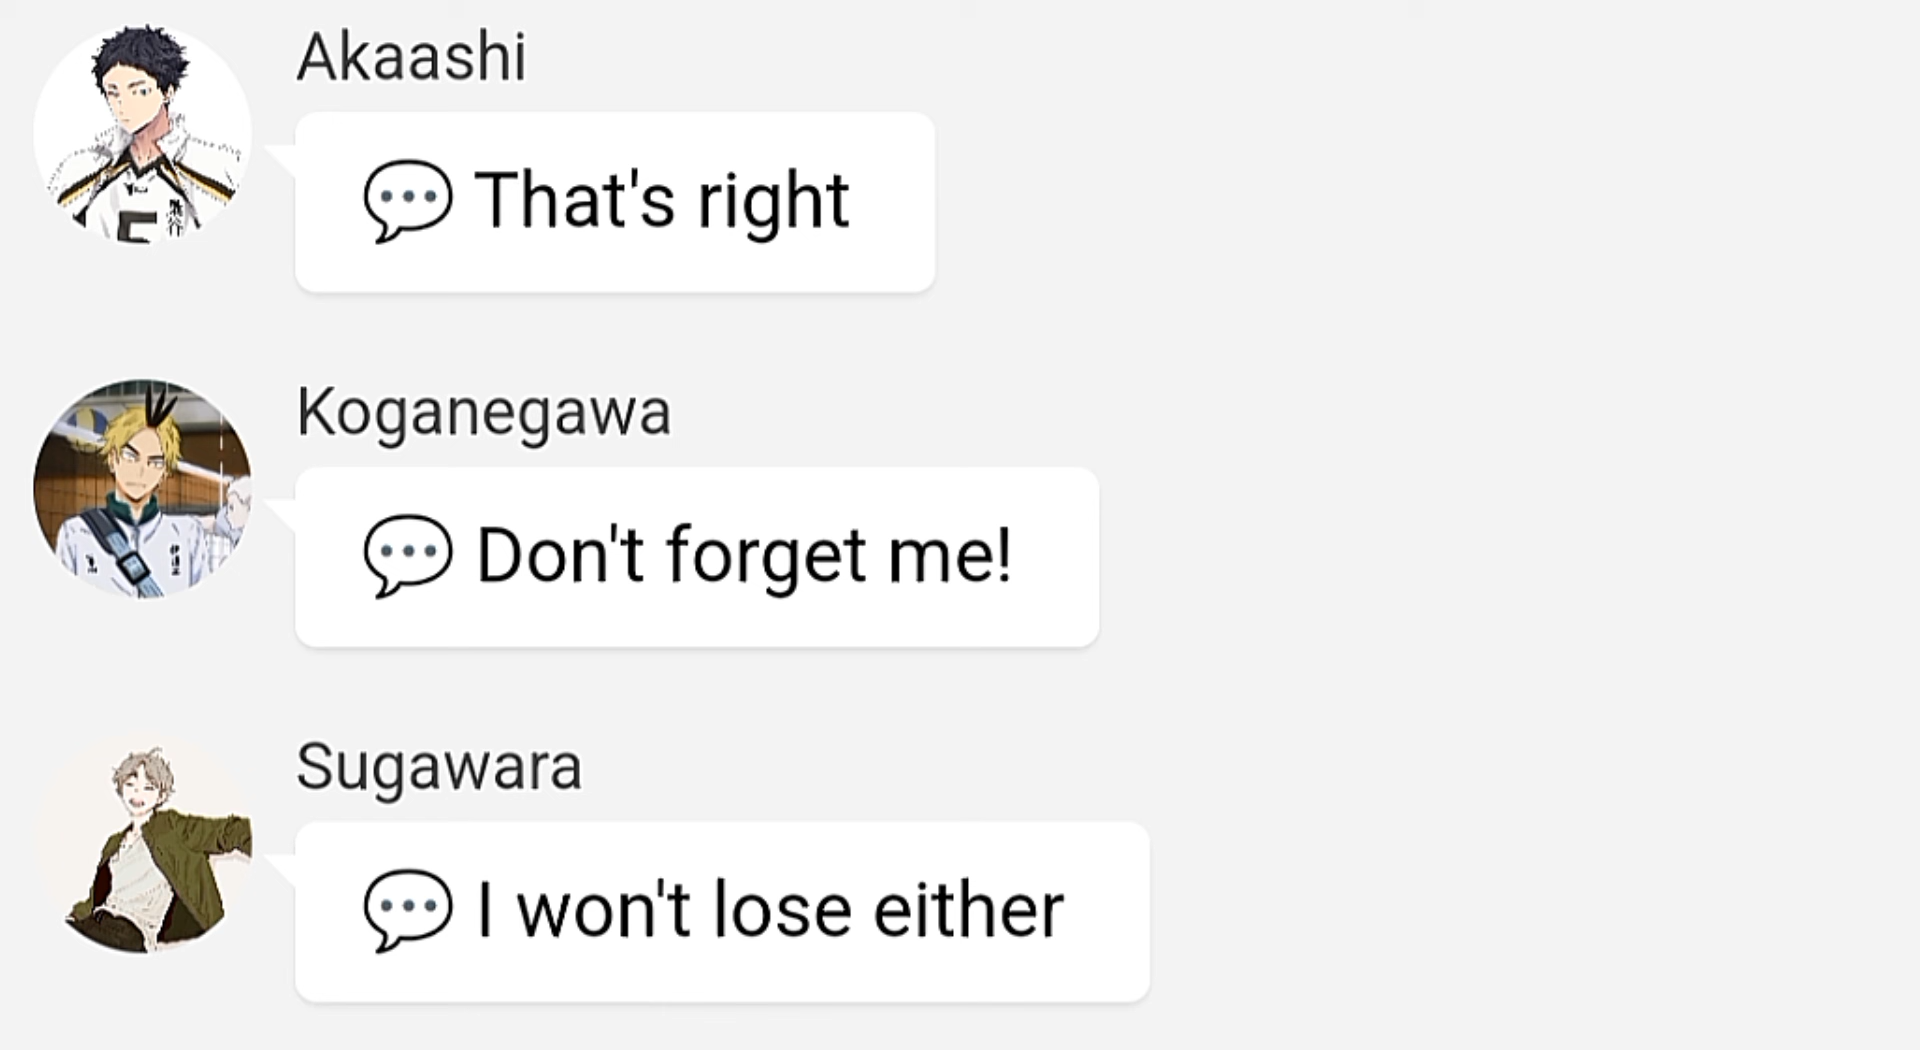 Akaashi
💬 That's right
Koganegawa
💬 Don't forget me!
Sugawara
💬 I won't lose either